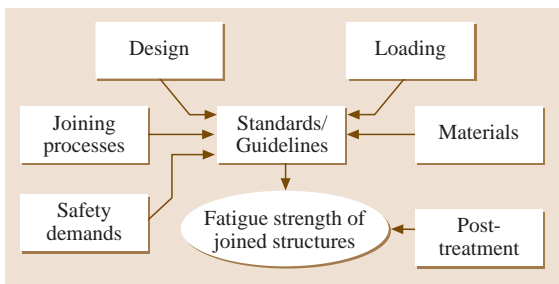 Design
Loading
Joining
processes
Standards/
Guidelines
Materials
Safety
demands
Fatigue strength of
joined structures
Post-
treatment